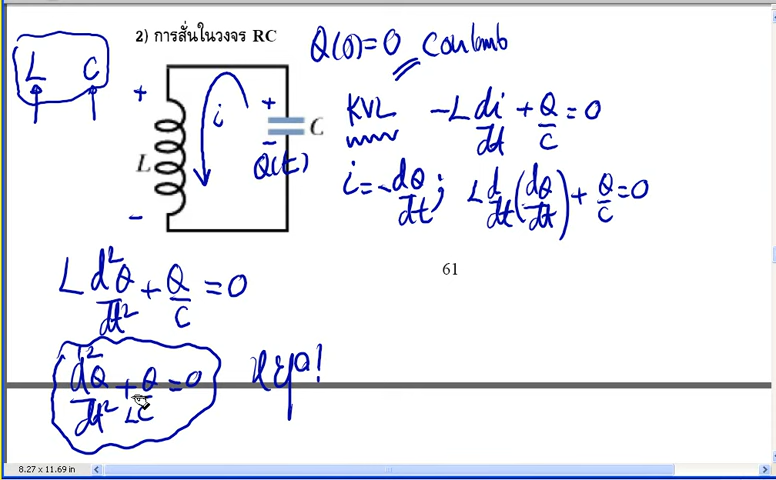 2) การสั่นในวงจร RC
Q(0)=0 Coulomb
L C
+ i + C
KVL -L di/dt + Q/C = 0
L - Q(t)
i = -dQ/dt ; L d/dt (dQ/dt) + Q/C = 0
-
L d²Q/dt² + Q/C = 0
61
d²Q/dt² + Q/LC = 0
8.27 x 11.69 in